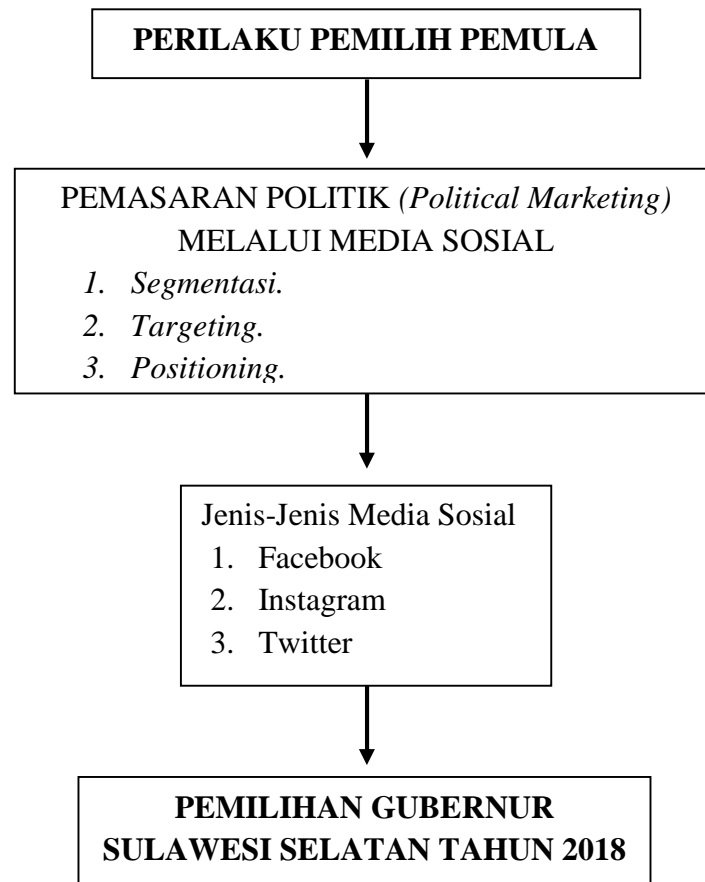 PERILAKU PEMILIH PEMULA
PEMASARAN POLITIK (Political Marketing)
MELALUI MEDIA SOSIAL
1. Segmentasi.
2. Targeting.
3. Positioning.
Jenis-Jenis Media Sosial
1. Facebook
2. Instagram
3. Twitter
PEMILIHAN GUBERNUR
SULAWESI SELATAN TAHUN 2018